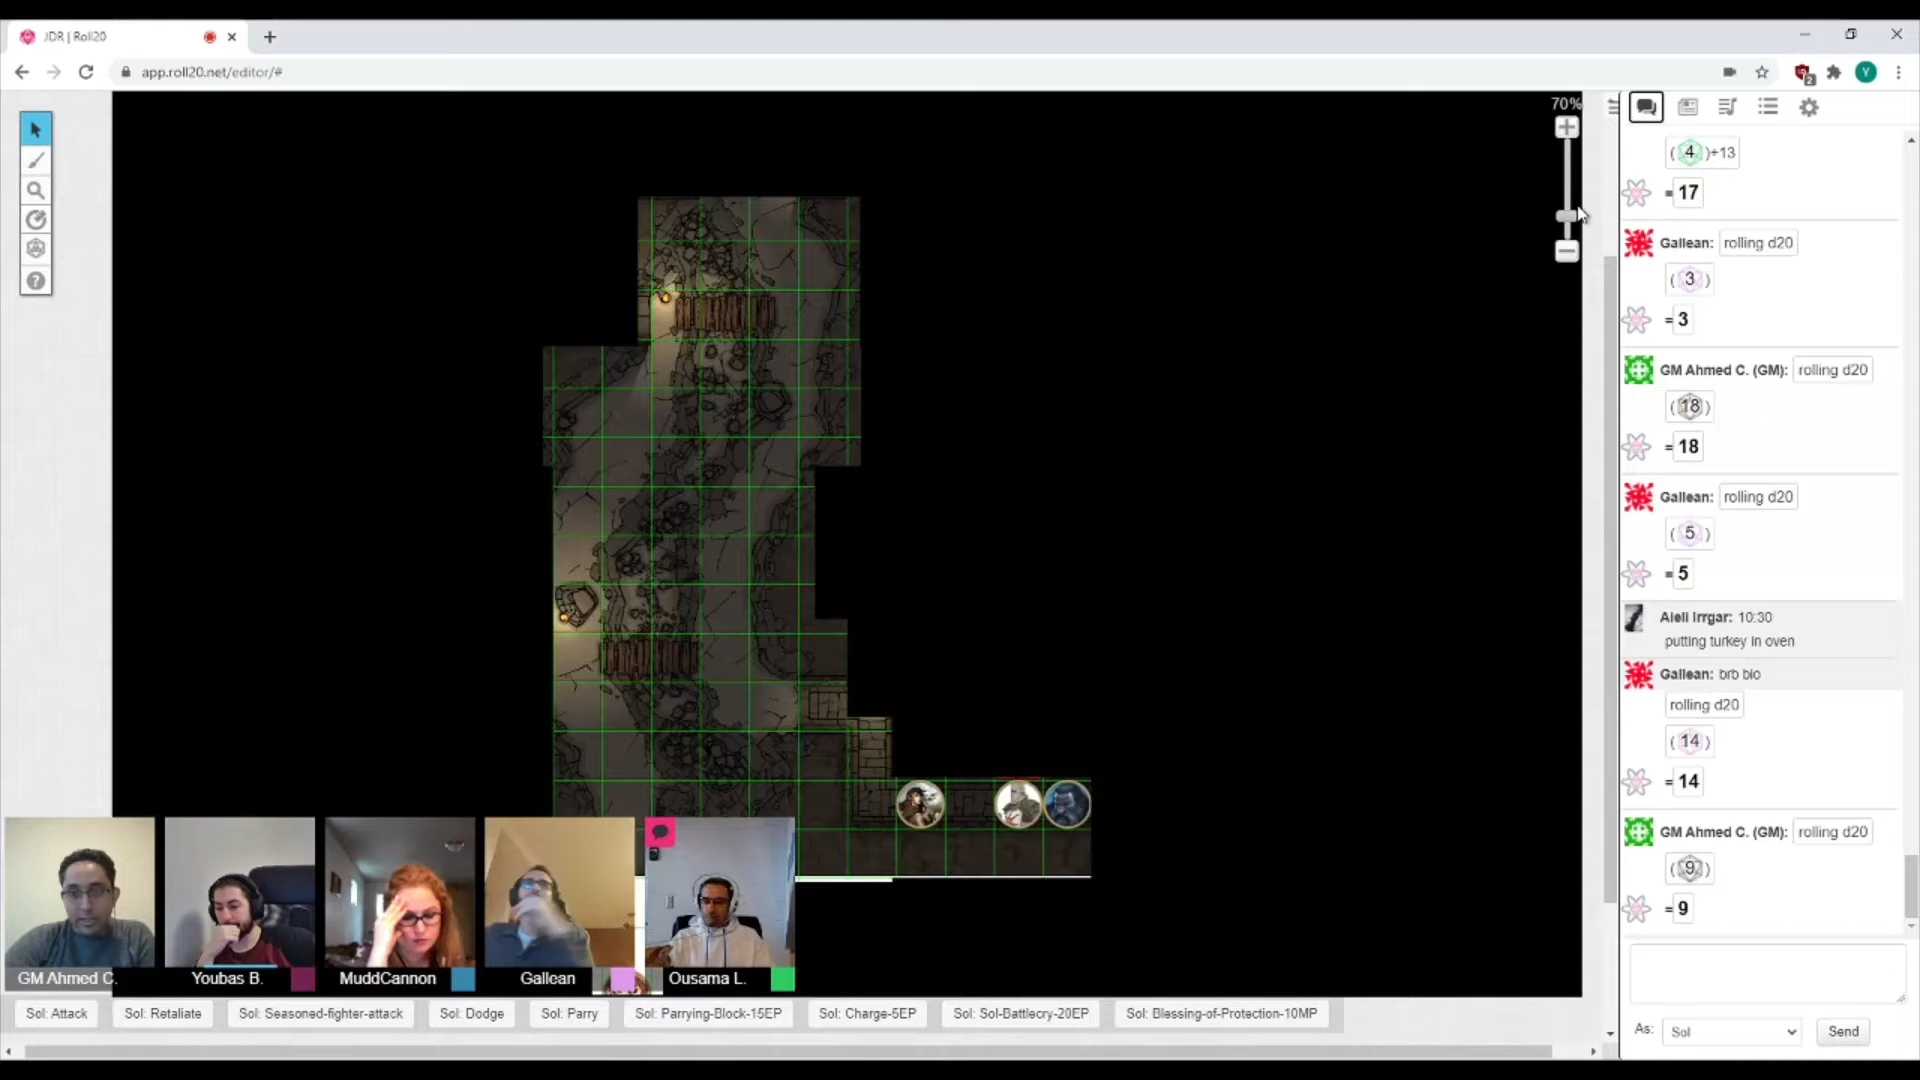 JDR | Roll20
app.roll20.net/editor/#
2
Y
70%
( 4 )+13
= 17
Gallean: rolling d20
( 3 )
= 3
GM Ahmed C. (GM): rolling d20
( 18 )
= 18
Gallean: rolling d20
( 5 )
= 5
Aleli Irrgar: 10:30
putting turkey in oven
Gallean: brb bio
rolling d20
( 14 )
= 14
GM Ahmed C. (GM): rolling d20
( 9 )
= 9
GM Ahmed C.
Youbas B.
MuddCannon
Gallean
Ousama L.
Sol: Attack
Sol: Retaliate
Sol: Seasoned-fighter-attack
Sol: Dodge
Sol: Parry
Sol: Parrying-Block-15EP
Sol: Charge-5EP
Sol: Sol-Battlecry-20EP
Sol: Blessing-of-Protection-10MP
As: Sol
Send